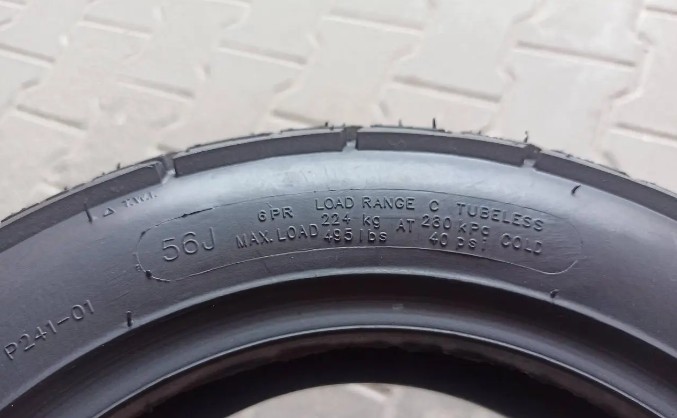 56J
6PR LOAD RANGE C TUBELESS
MAX. LOAD 224 kg AT 280 KPa COLD
495 lbs 40 psi
P241-01